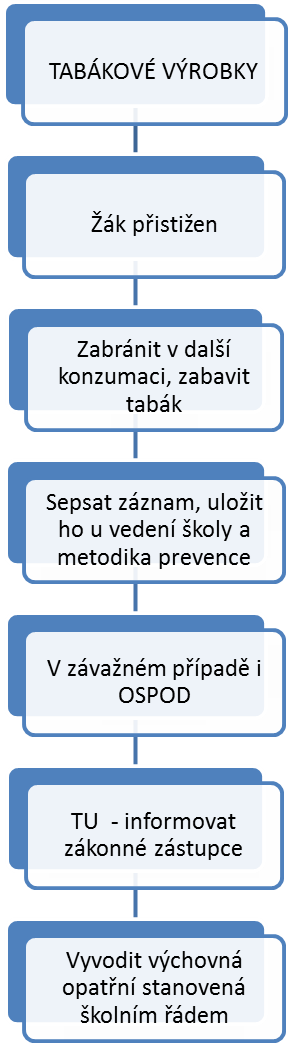 TABÁKOVÉ VÝROBKY
Žák přistižen
Zabránit v další
konzumaci, zabavit
tabák
Sepsat záznam, uložit
ho u vedení školy a
metodika prevence
V závažném případě i
OSPOD
TU - informovat
zákonné zástupce
Vyvodit výchovná
opatřní stanovená
školním řádem